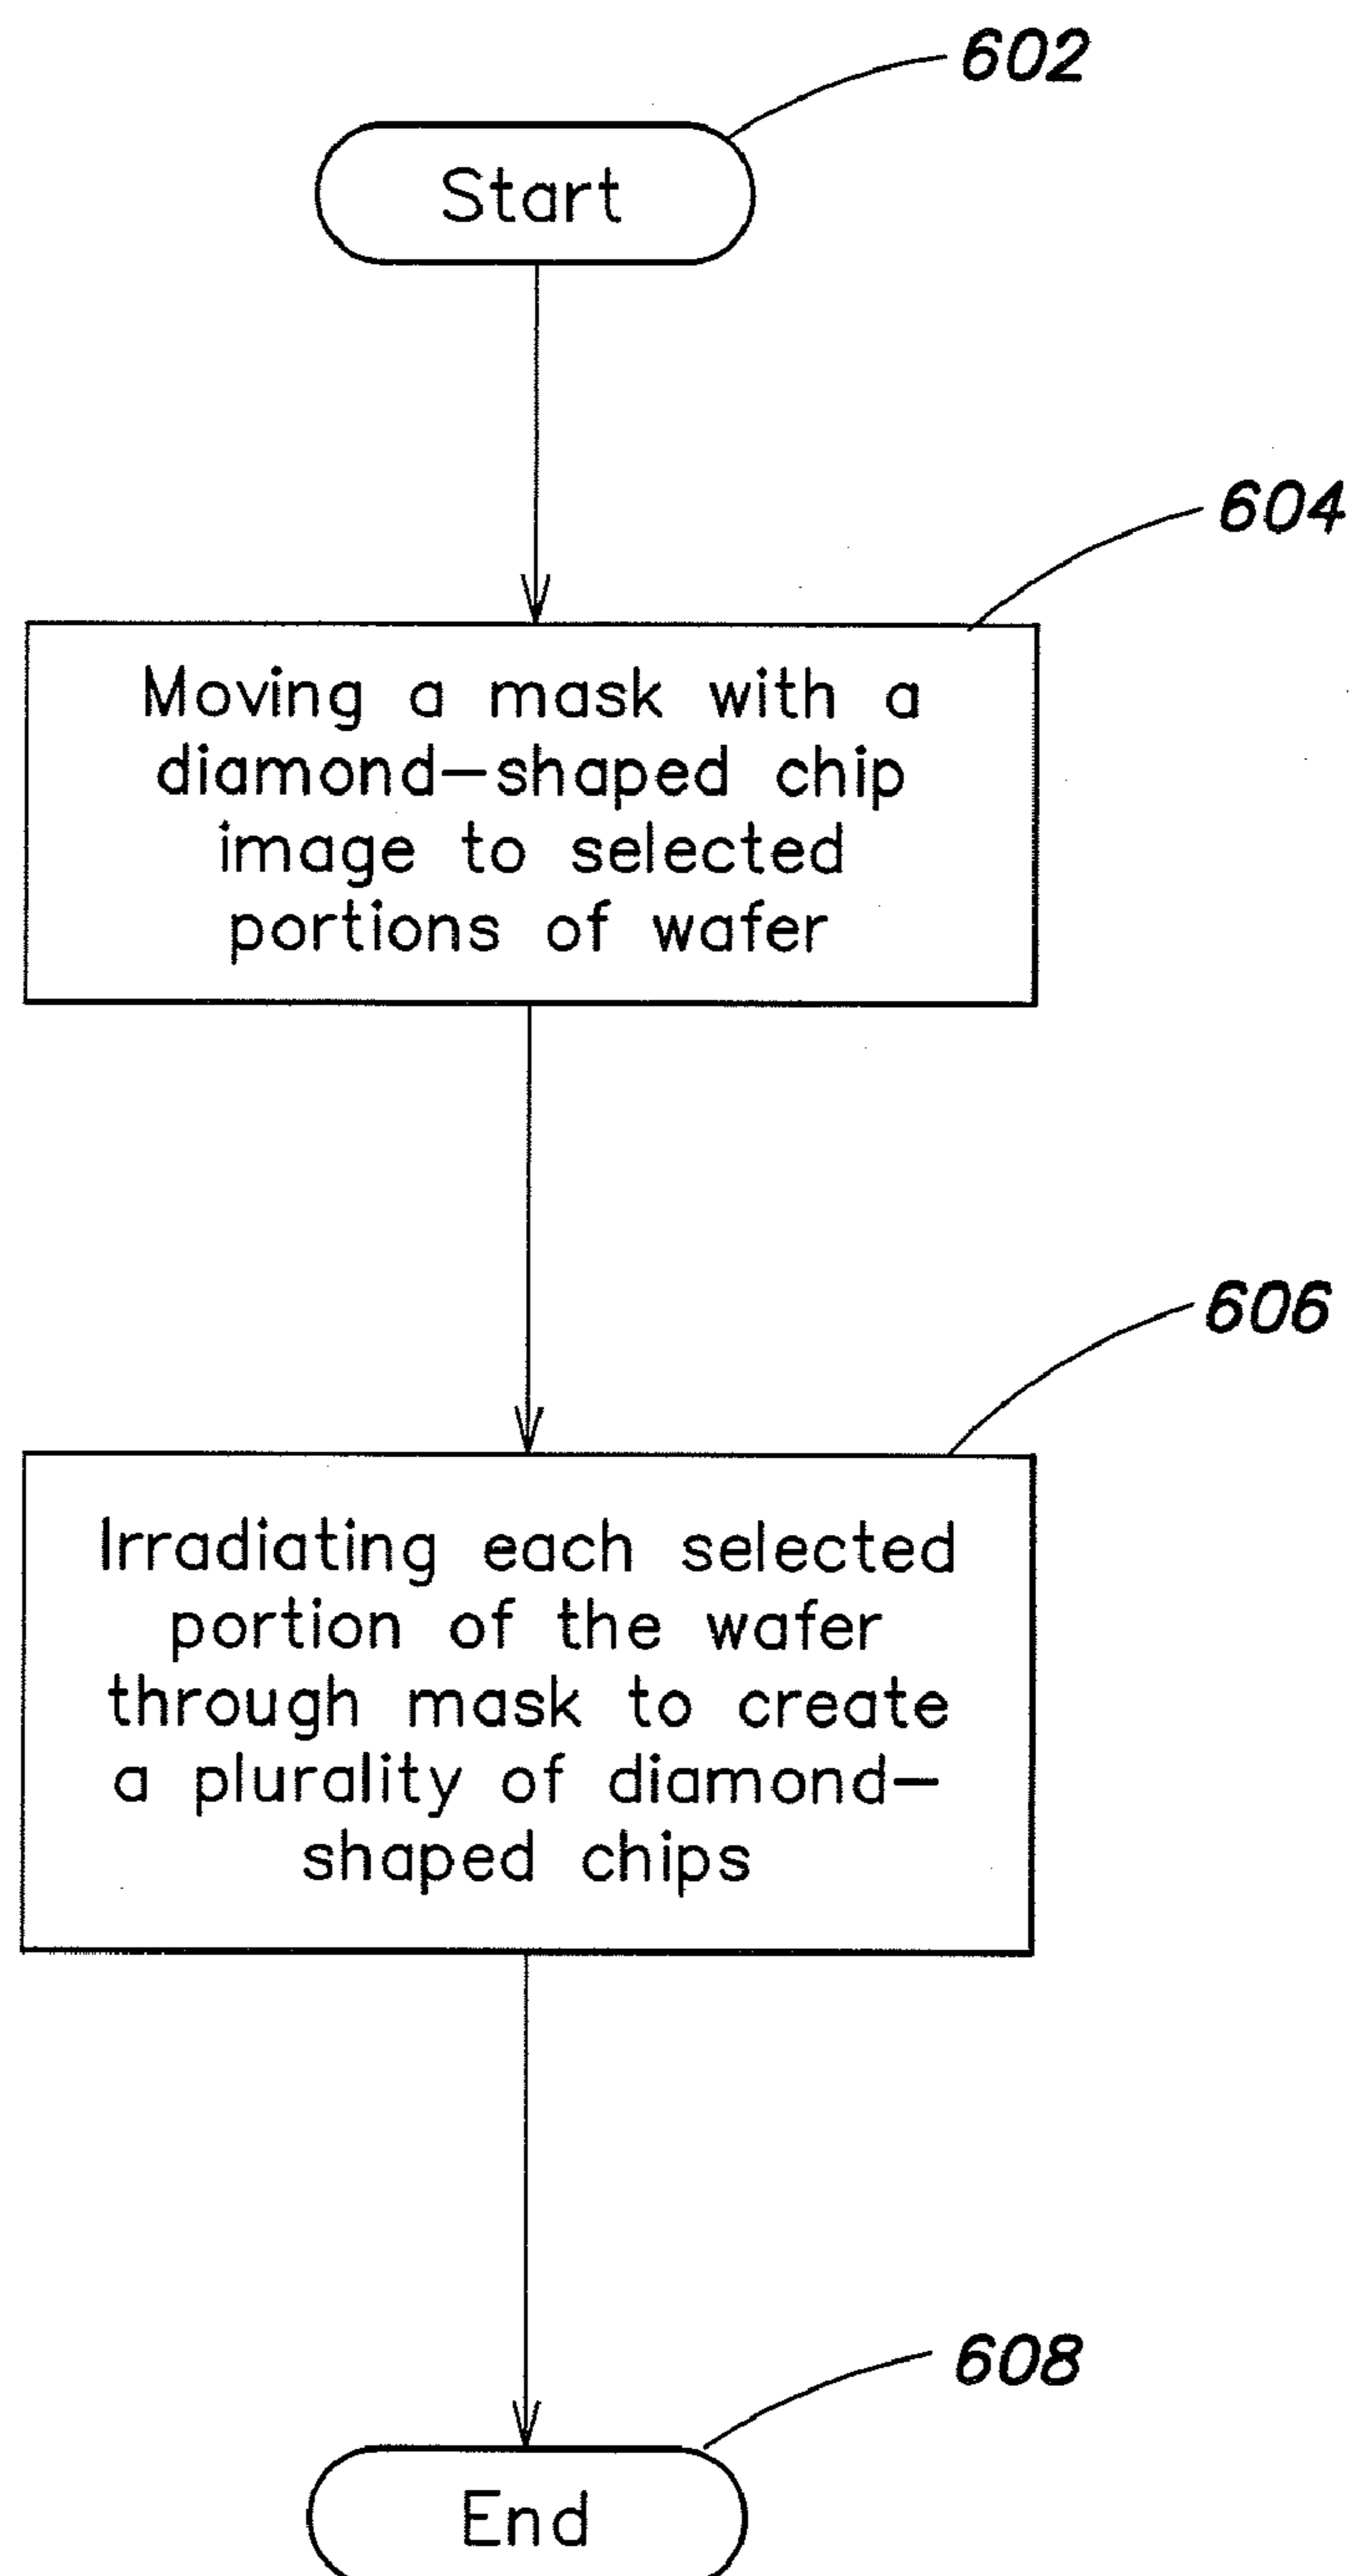 602
Start
604
Moving a mask with a
diamond-shaped chip
image to selected
portions of wafer
606
Irradiating each selected
portion of the wafer
through mask to create
a plurality of diamond-
shaped chips
608
End